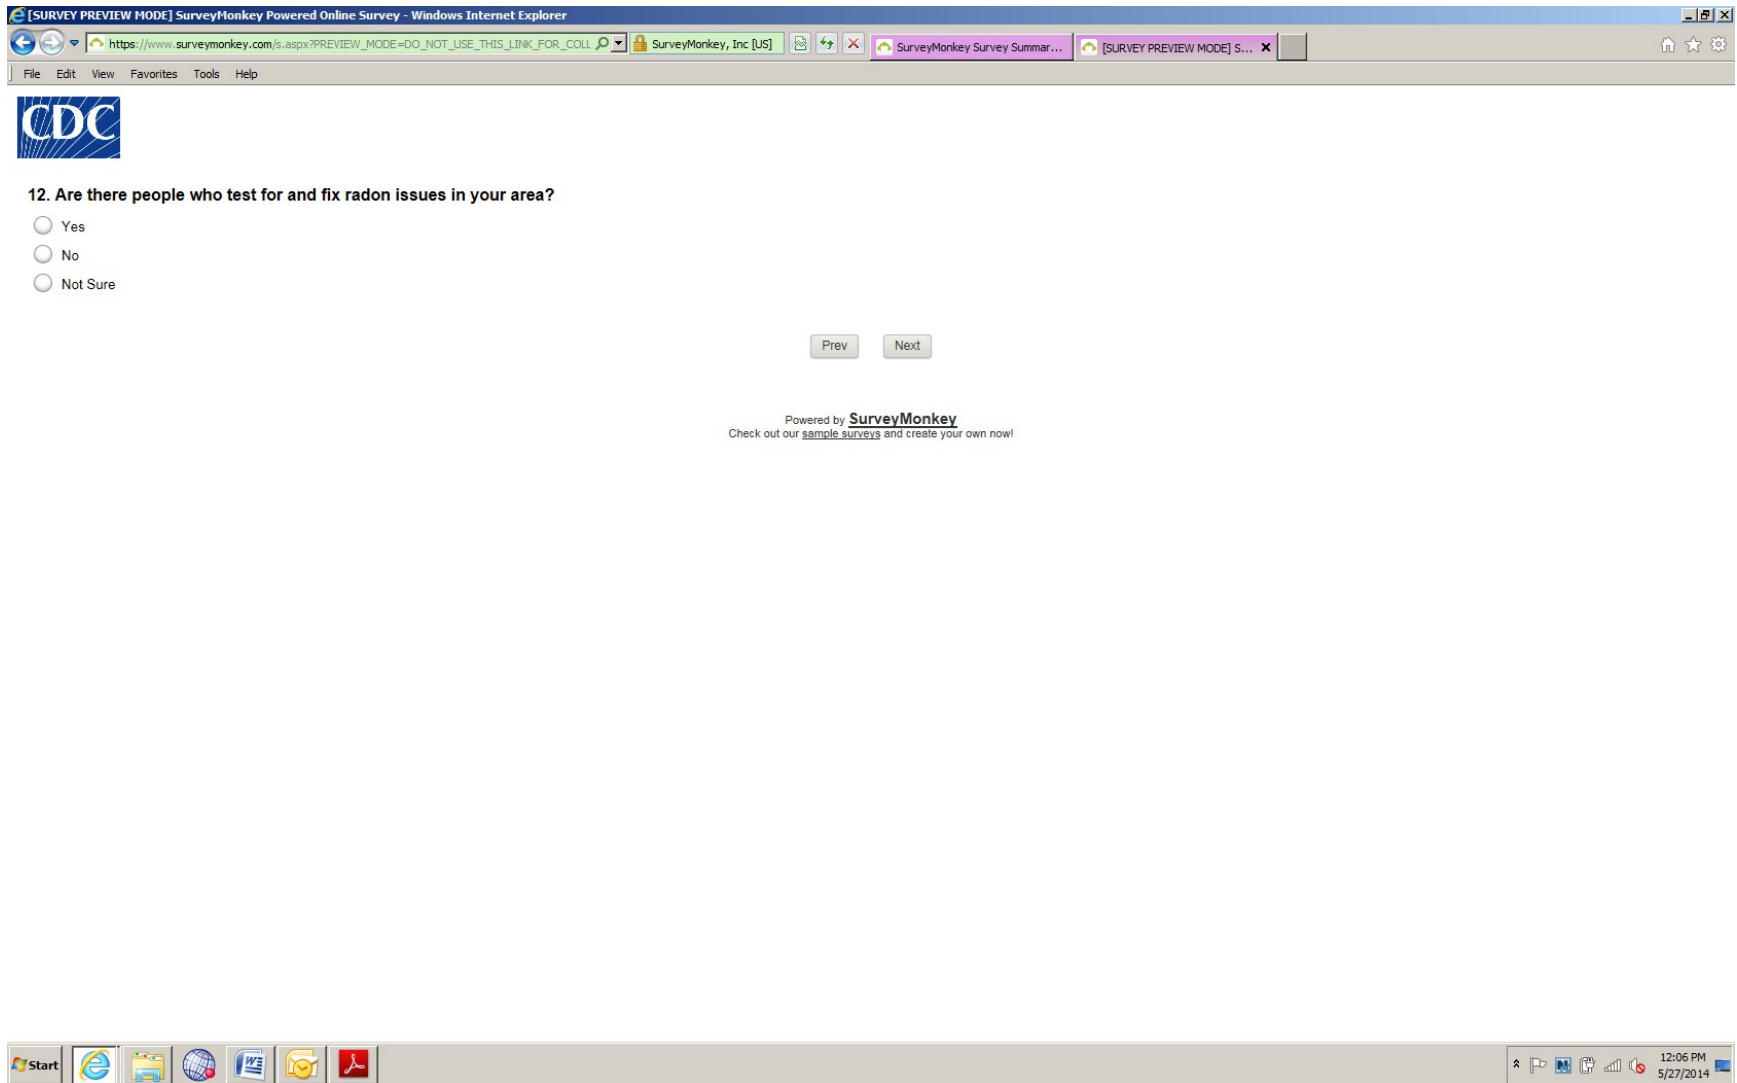 [SURVEY PREVIEW MODE] SurveyMonkey Powered Online Survey - Windows Internet Explorer
https://www.surveymonkey.com/s.aspx?PREVIEW_MODE=DO_NOT_USE_THIS_LINK_FOR_COLL
SurveyMonkey, Inc [US]
SurveyMonkey Survey Summar...
[SURVEY PREVIEW MODE] S...
File Edit View Favorites Tools Help
CDC
12. Are there people who test for and fix radon issues in your area?
Yes
No
Not Sure
Prev Next
Powered by SurveyMonkey
Check out our sample surveys and create your own now!
Start
12:06 PM
5/27/2014